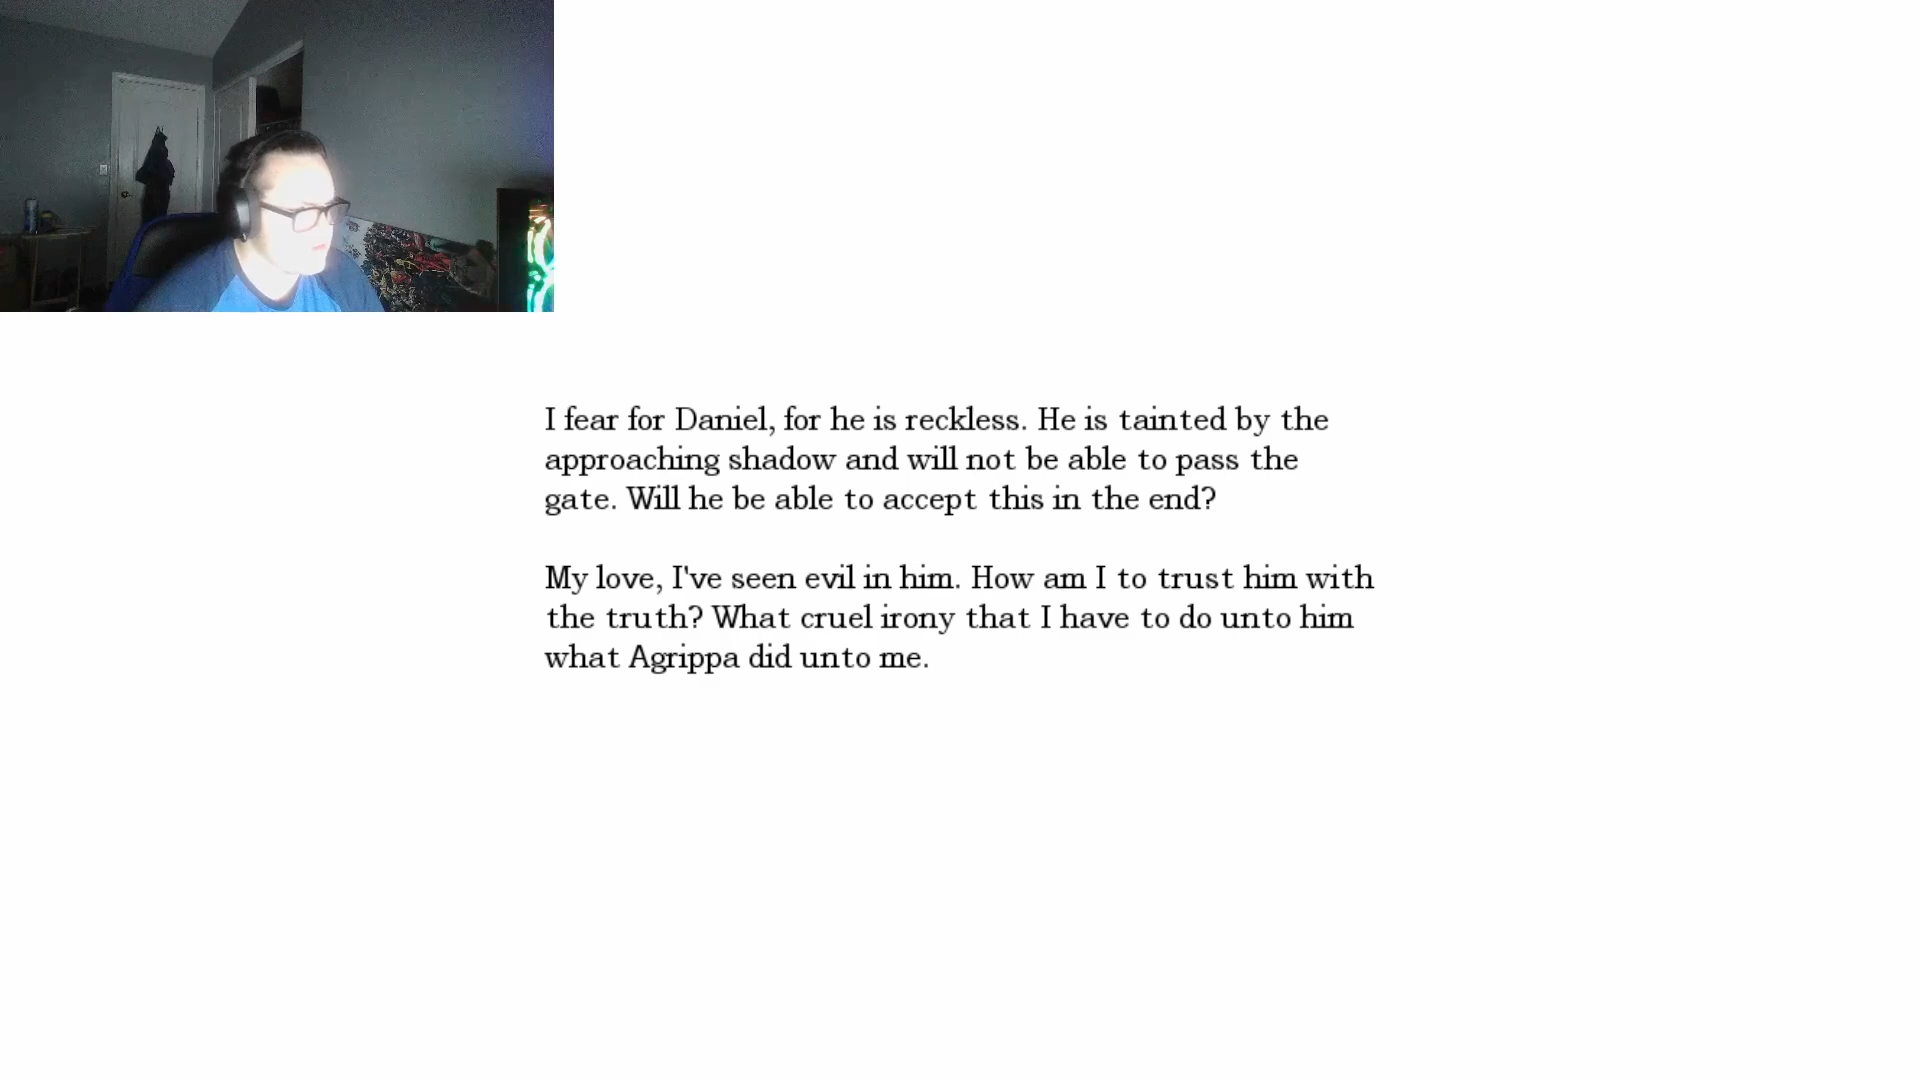 I fear for Daniel, for he is reckless. He is tainted by the
approaching shadow and will not be able to pass the
gate. Will he be able to accept this in the end?
My love, I've seen evil in him. How am I to trust him with
the truth? What cruel irony that I have to do unto him
what Agrippa did unto me.